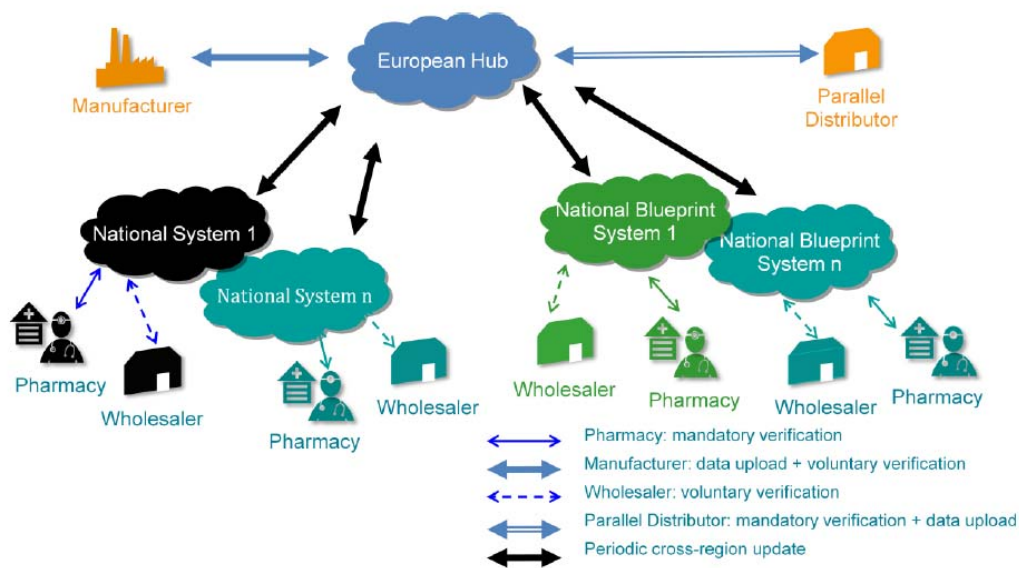 European Hub
Manufacturer
Parallel
Distributor
National System 1
National System n
National Blueprint
System 1
National Blueprint
System n
Pharmacy
Wholesaler
Pharmacy
Wholesaler
Wholesaler
Pharmacy
Wholesaler
Pharmacy
Pharmacy: mandatory verification
Manufacturer: data upload + voluntary verification
Wholesaler: voluntary verification
Parallel Distributor: mandatory verification + data upload
Periodic cross-region update